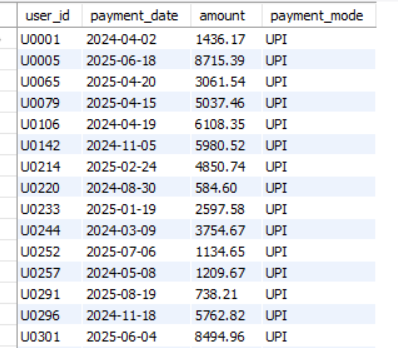 user_id payment_date amount payment_mode
U0001 2024-04-02 1436.17 UPI
U0005 2025-06-18 8715.39 UPI
U0065 2025-04-20 3061.54 UPI
U0079 2025-04-15 5037.46 UPI
U0106 2024-04-19 6108.35 UPI
U0142 2024-11-05 5980.52 UPI
U0214 2025-02-24 4850.74 UPI
U0220 2024-08-30 584.60 UPI
U0233 2025-01-19 2597.58 UPI
U0244 2024-03-09 3754.67 UPI
U0252 2025-07-06 1134.65 UPI
U0257 2024-05-08 1209.67 UPI
U0291 2025-08-19 738.21 UPI
U0296 2024-11-18 5762.82 UPI
U0301 2025-06-04 8494.96 UPI